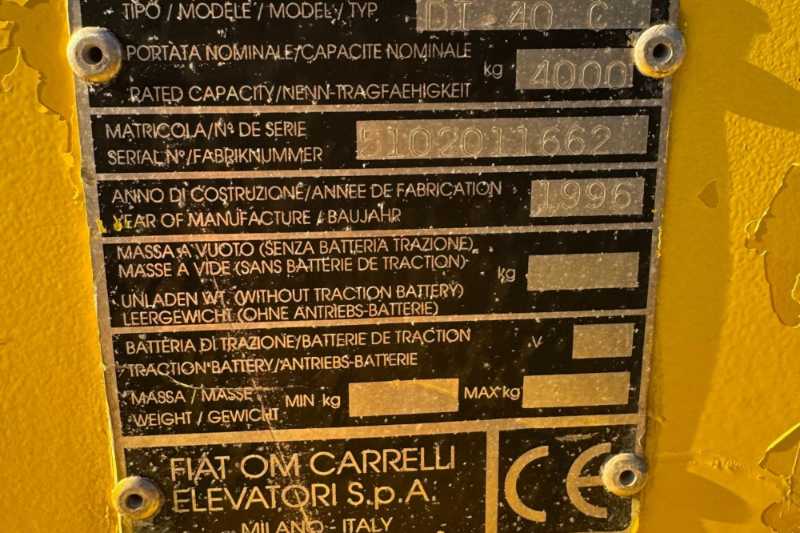 TIPO / MODELE / MODEL / TYP DI 40 C
PORTATA NOMINALE/CAPACITE NOMINALE
RATED CAPACITY/NENN-TRAGFAEHIGKEIT kg 4000
MATRICOLA/Nº DE SERIE
SERIAL Nº/FABRIKNUMMER 5102011662
ANNO DI COSTRUZIONE/ANNEE DE FABRICATION
YEAR OF MANUFACTURE / BAUJAHR 1996
MASSA A VUOTO (SENZA BATTERIA TRAZIONE)
MASSE A VIDE (SANS BATTERIE DE TRACTION)
kg
UNLADEN WT. (WITHOUT TRACTION BATTERY)
LEERGEWICHT (OHNE ANTRIEBS-BATTERIE)
BATTERIA DI TRAZIONE/BATTERIE DE TRACTION V
TRACTION BATTERY/ANTRIEBS-BATTERIE
MASSA / MASSE MIN kg MAX kg
WEIGHT / GEWICHT
FIAT OM CARRELLI
ELEVATORI S.p.A.
MILANO - ITALY
CE